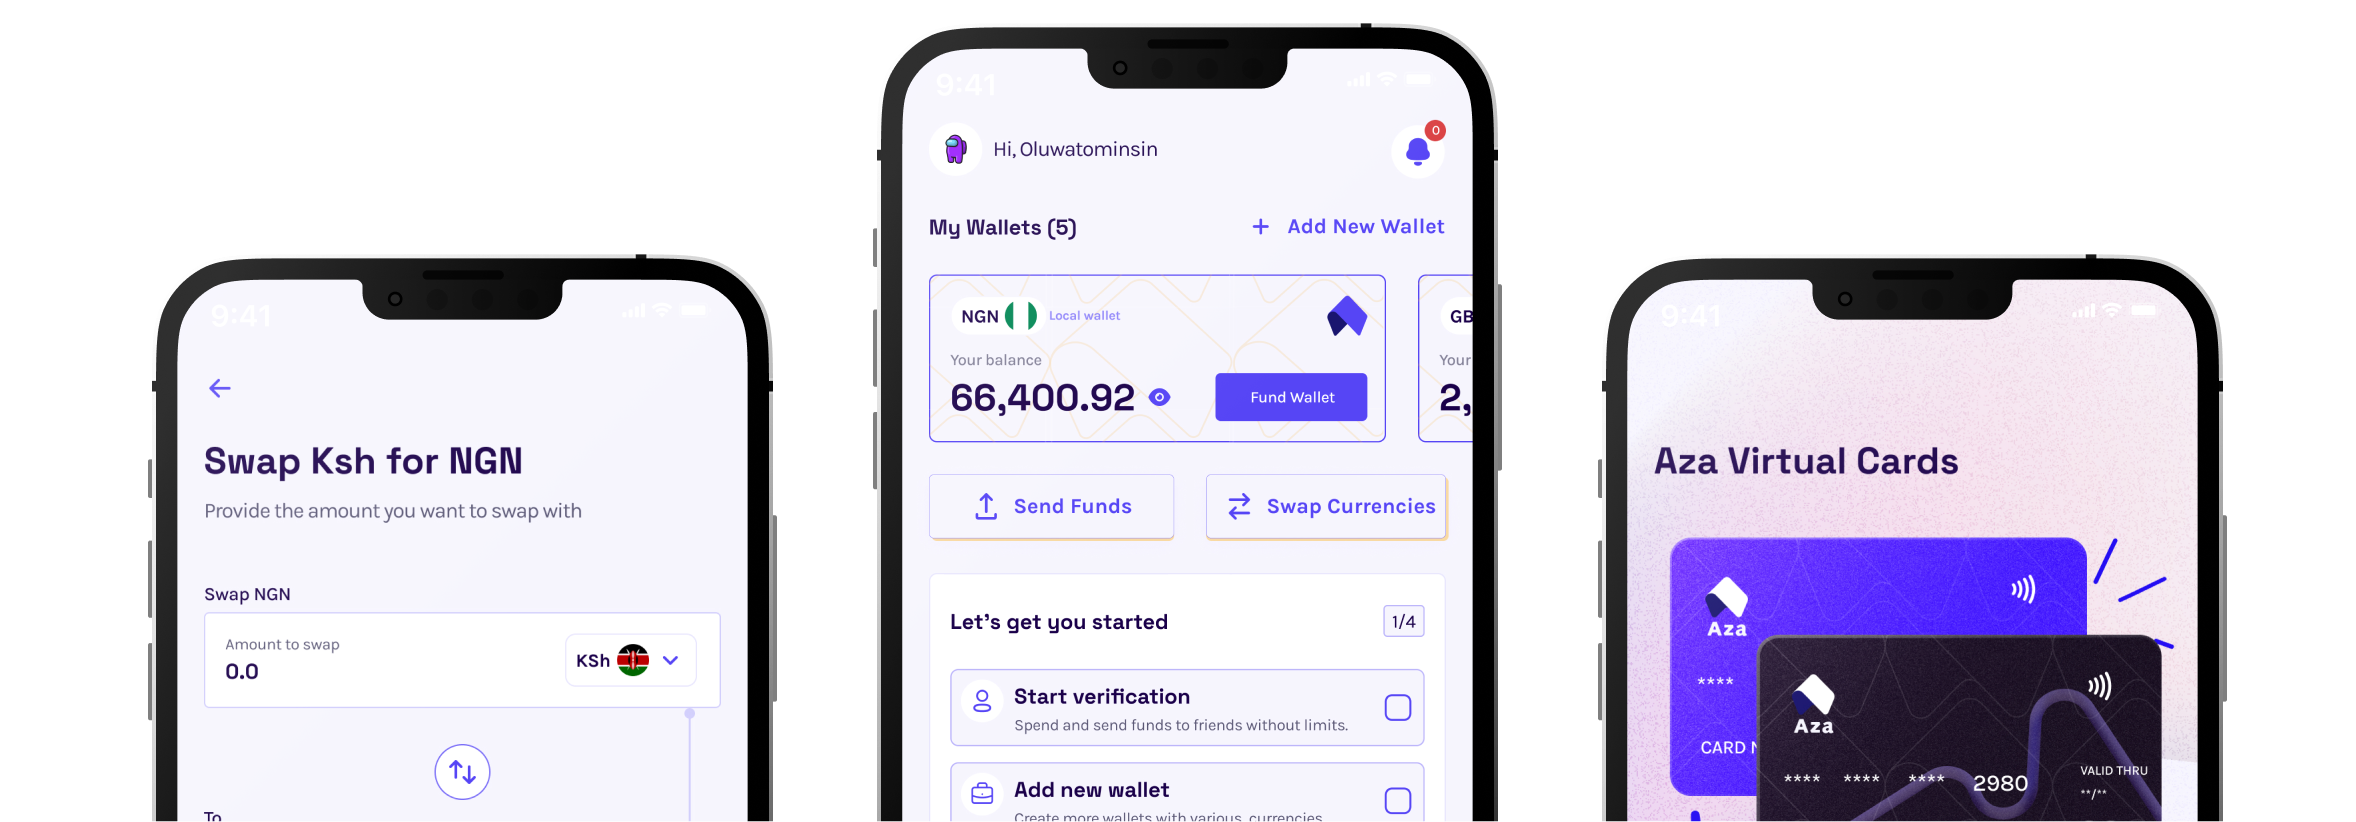 9:41
Swap Ksh for NGN
Provide the amount you want to swap with
Swap NGN
Amount to swap
0.0
KSh
To
9:41
Hi, Oluwatominsin
0
My Wallets (5)
+ Add New Wallet
NGN
Local wallet
Your balance
66,400.92
Fund Wallet
GB
Your
2,
Send Funds
Swap Currencies
Let's get you started
1/4
Start verification
Spend and send funds to friends without limits.
Add new wallet
Create more wallets with various currencies
9:41
Aza Virtual Cards
Aza
****
CARD N
Aza
**** **** **** 2980
VALID THRU
**/**